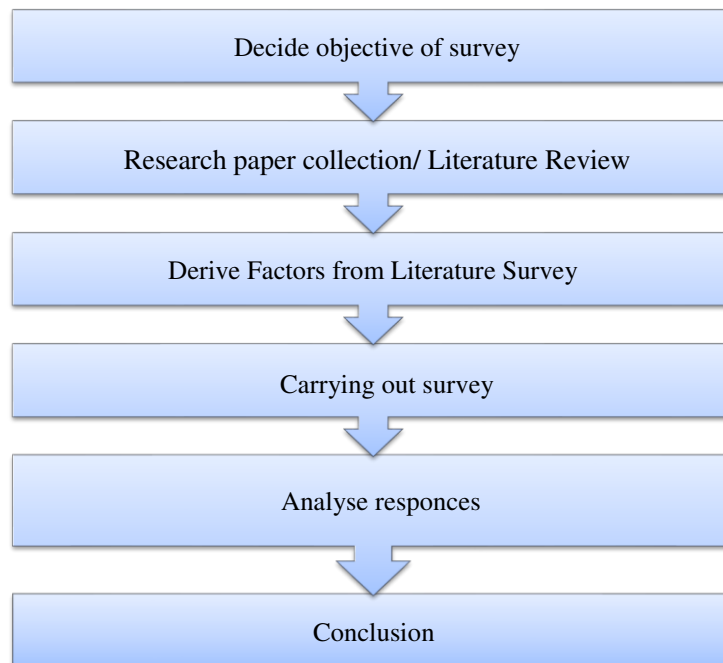 Decide objective of survey
Research paper collection/ Literature Review
Derive Factors from Literature Survey
Carrying out survey
Analyse responces
Conclusion